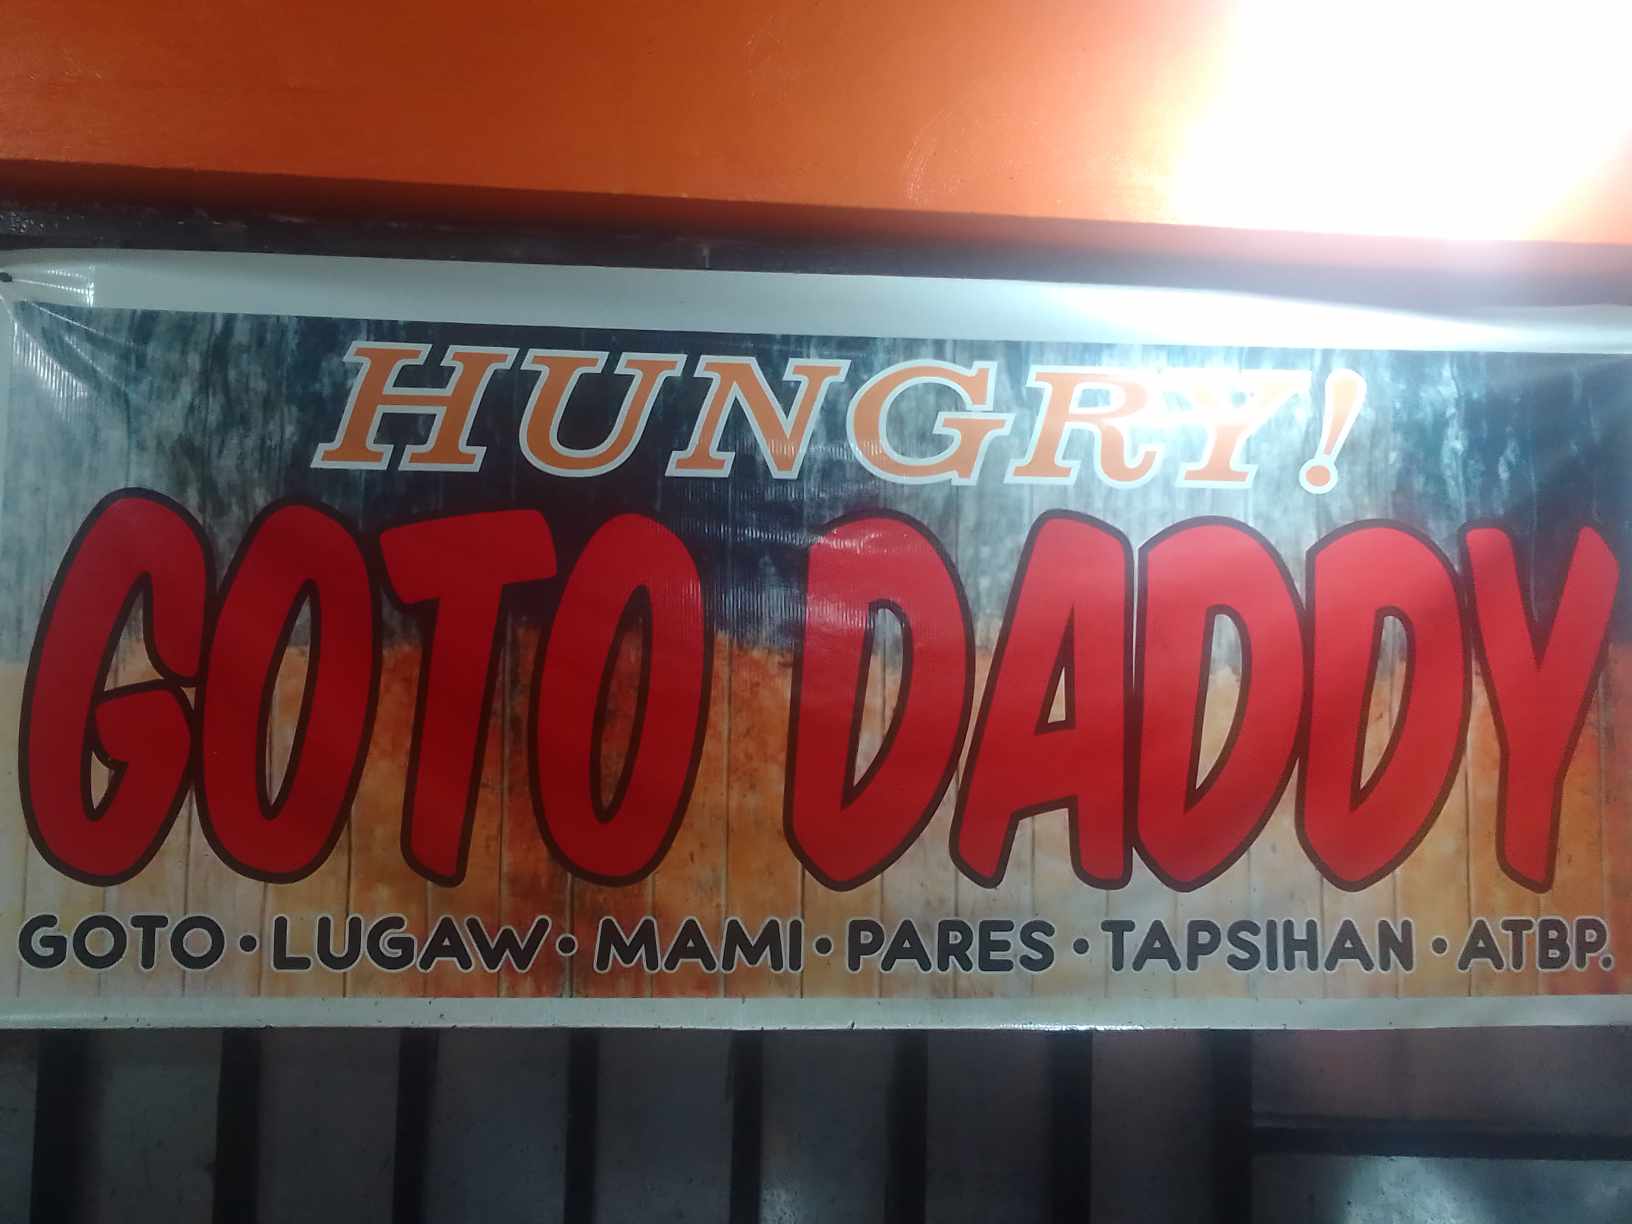 HUNGRY!
GOTO DADDY
GOTO • LUGAW • MAMI • PARES • TAPSIHAN • ATBP.